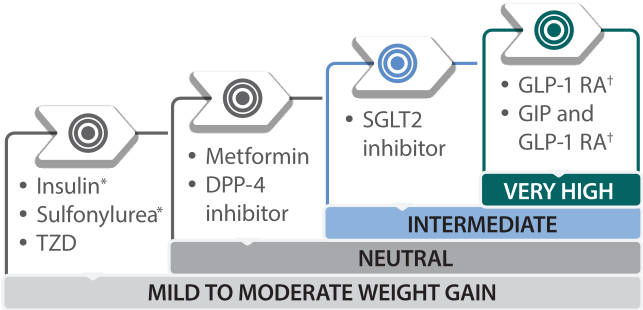 • Insulin*
• Sulfonylurea*
• TZD
• Metformin
• DPP-4
inhibitor
• SGLT2
inhibitor
• GLP-1 RA†
• GIP and
GLP-1 RA†
VERY HIGH
INTERMEDIATE
NEUTRAL
MILD TO MODERATE WEIGHT GAIN